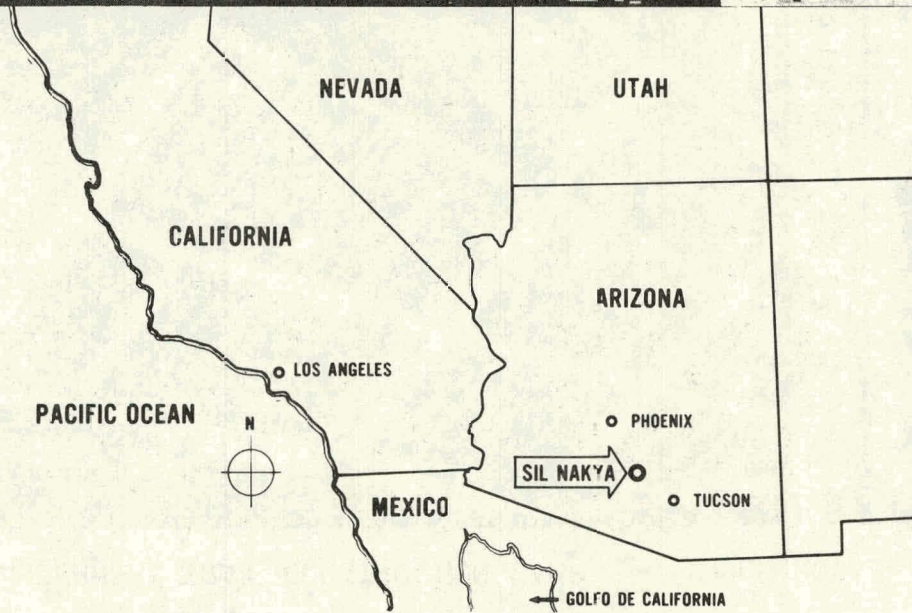 NEVADA
UTAH
CALIFORNIA
ARIZONA
LOS ANGELES
PACIFIC OCEAN
N
PHOENIX
SIL NAKYA
TUCSON
MEXICO
GOLFO DE CALIFORNIA